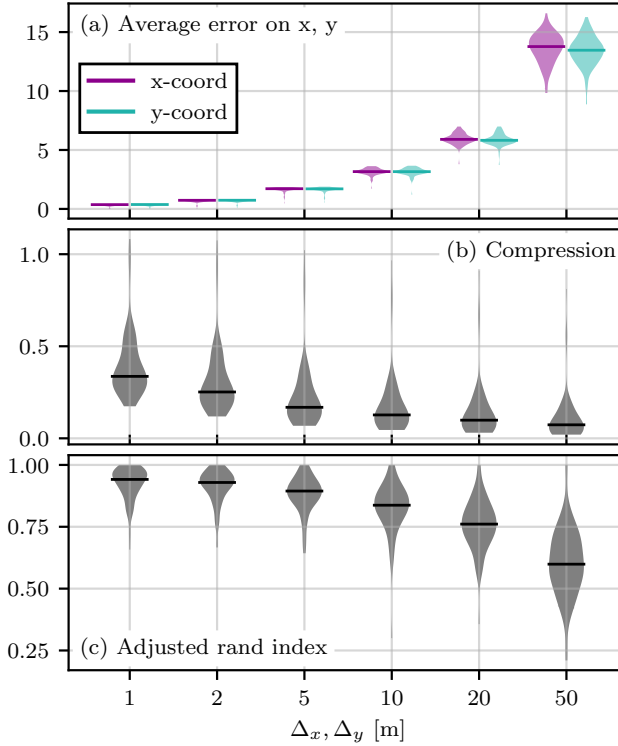 (a) Average error on x, y
x-coord
y-coord
15
10
5
0
(b) Compression
1.0
0.5
0.0
1.00
0.75
0.50
0.25
(c) Adjusted rand index
1 2 5 10 20 50
Δx, Δy [m]